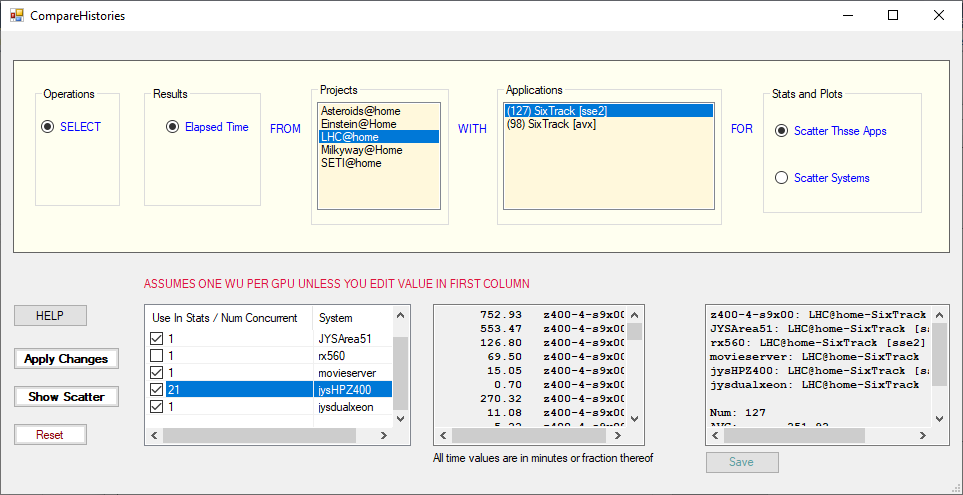 CompareHistories
Operations
SELECT
Results
Elapsed Time
FROM
Projects
Asteroids@home
Einstein@Home
LHC@home
Milkyway@Home
SETI@home
WITH
Applications
(127) SixTrack [sse2]
(98) SixTrack [avx]
FOR
Stats and Plots
Scatter Thsse Apps
Scatter Systems
ASSUMES ONE WU PER GPU UNLESS YOU EDIT VALUE IN FIRST COLUMN
HELP
Apply Changes
Show Scatter
Reset
Use In Stats / Num Concurrent System
1 JYSArea51
1 rx560
1 movieserver
21 jysHPZ400
1 jysdualxeon
752.93 z400-4-s9x00
553.47 z400-4-s9x00
126.80 z400-4-s9x00
69.50 z400-4-s9x00
15.05 z400-4-s9x00
0.70 z400-4-s9x00
270.32 z400-4-s9x00
11.08 z400-4-s9x00
All time values are in minutes or fraction thereof
z400-4-s9x00: LHC@home-SixTrack
JYSArea51: LHC@home-SixTrack [ss
rx560: LHC@home-SixTrack [sse2]
movieserver: LHC@home-SixTrack
jysHPZ400: LHC@home-SixTrack [ss
jysdualxeon: LHC@home-SixTrack
Num: 127
Save